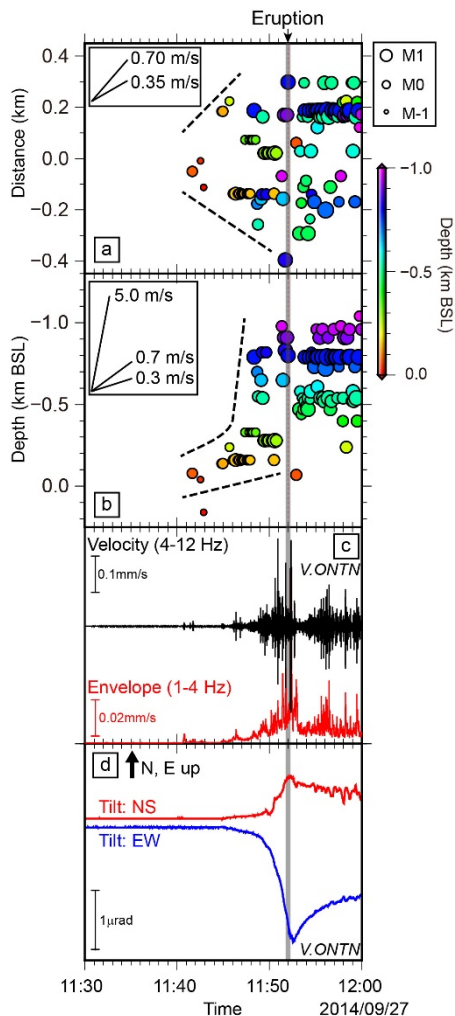 Eruption
0.4
0.2
0.0
−0.2
−0.4
Distance (km)
0.70 m/s
0.35 m/s
a
M1
M0
M-1
−1.0
−0.5
0.0
Depth (km BSL)
−1.0
−0.5
0.0
Depth (km BSL)
5.0 m/s
0.7 m/s
0.3 m/s
b
Velocity (4-12 Hz)
c
V.ONTN
0.1mm/s
Envelope (1-4 Hz)
0.02mm/s
d
N, E up
Tilt: NS
Tilt: EW
1μrad
V.ONTN
11:30
11:40
11:50
12:00
Time
2014/09/27